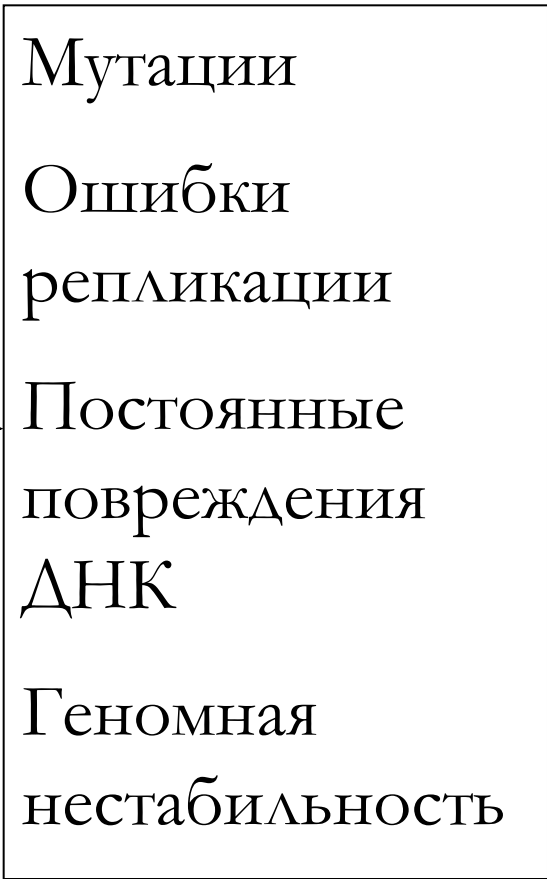 Мутации
Ошибки
репликации
Постоянные
повреждения
ДНК
Геномная
нестабильность